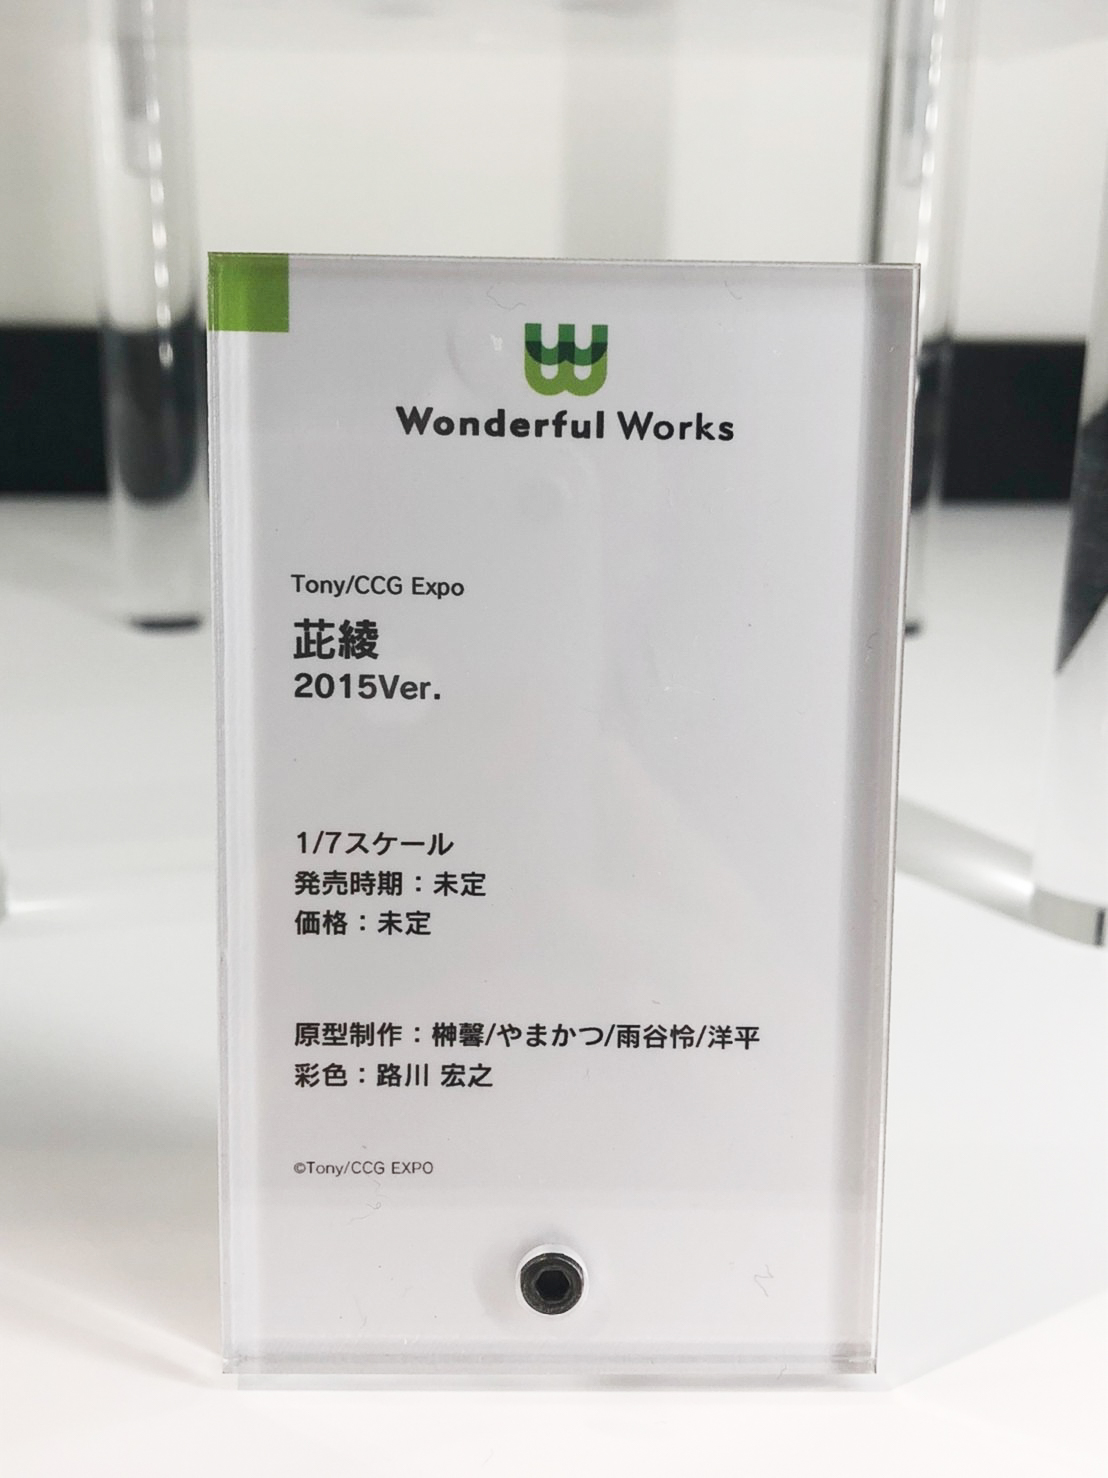 Wonderful Works
Tony/CCG Expo
茈綾
2015Ver.
1/7スケール
発売時期：未定
価格：未定
原型制作：榊馨/やまかつ/雨谷怜/洋平
彩色：路川 宏之
©Tony/CCG EXPO